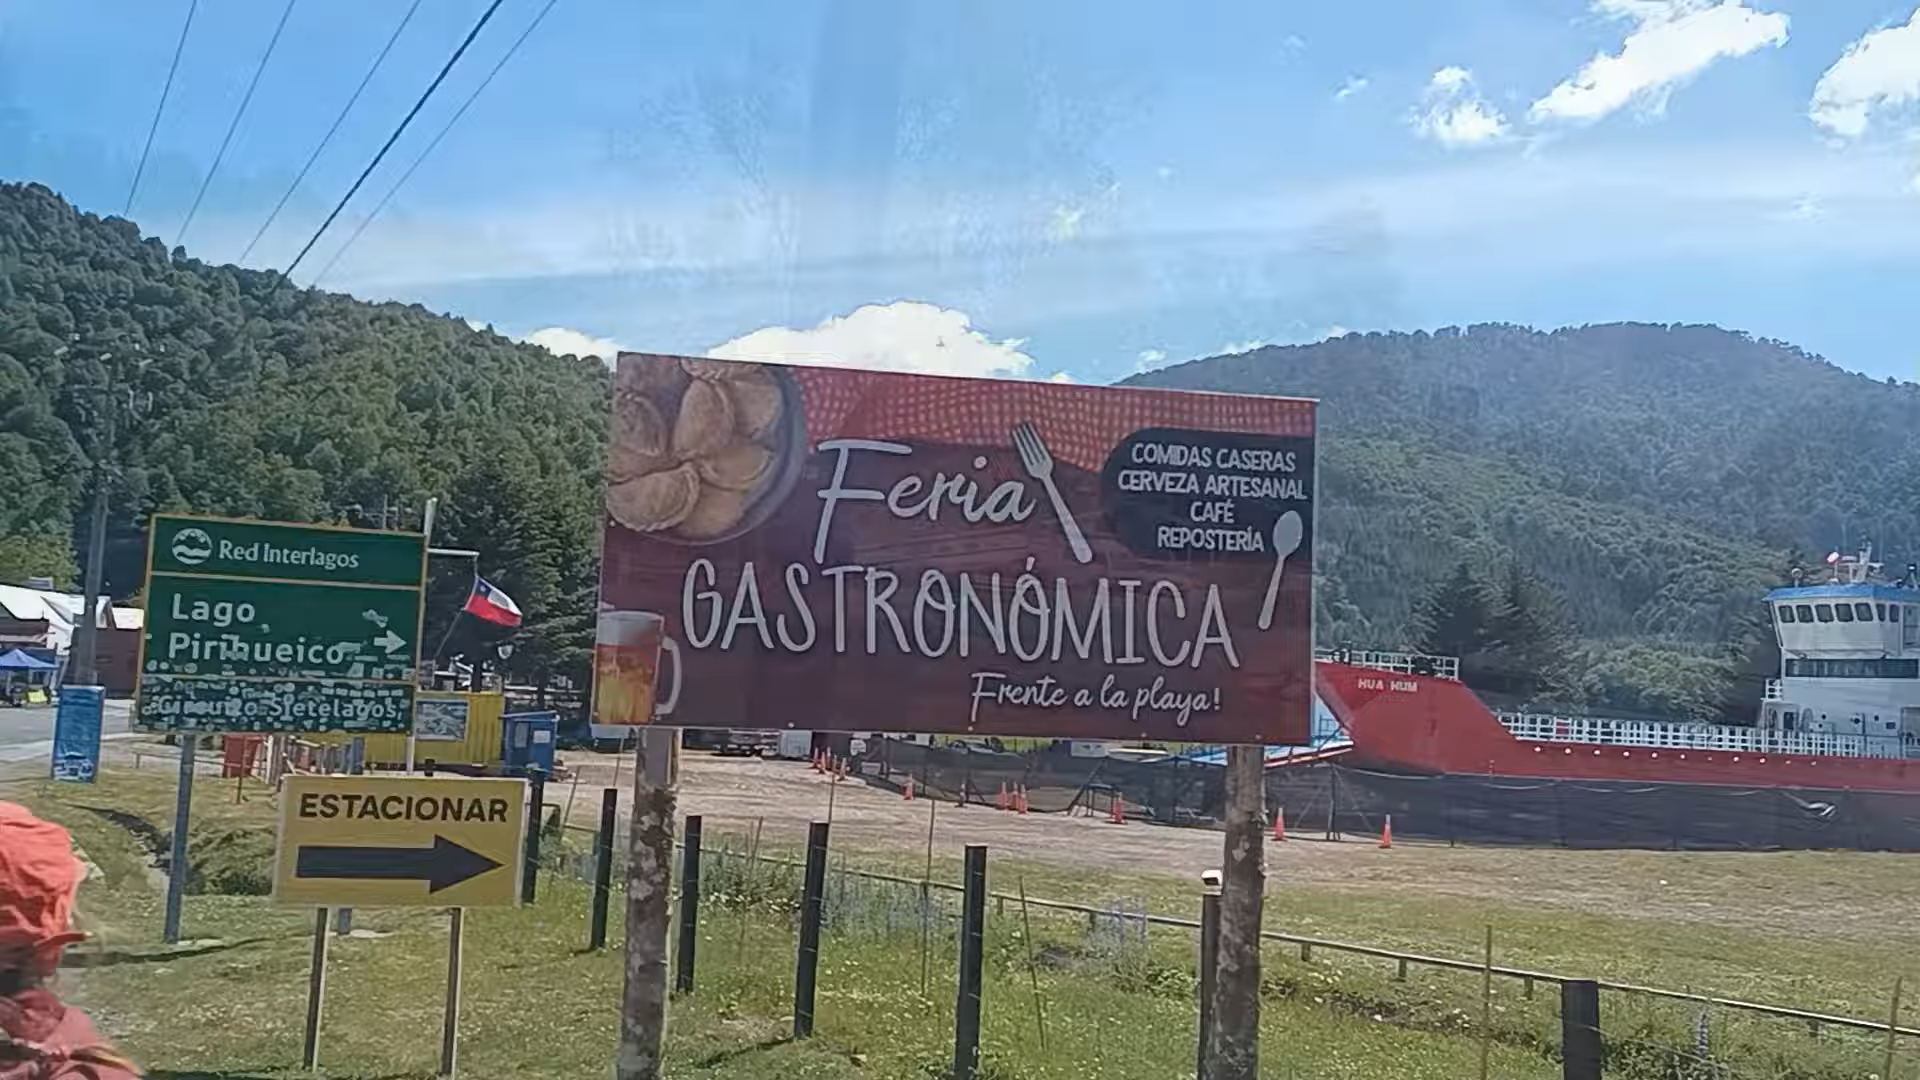 Red Interlagos
Lago
Pirihueico
Circuito Sietelagos
ESTACIONAR
Feria
GASTRONÓMICA
Frente a la playa!
COMIDAS CASERAS
CERVEZA ARTESANAL
CAFÉ
REPOSTERÍA
HUA HUM